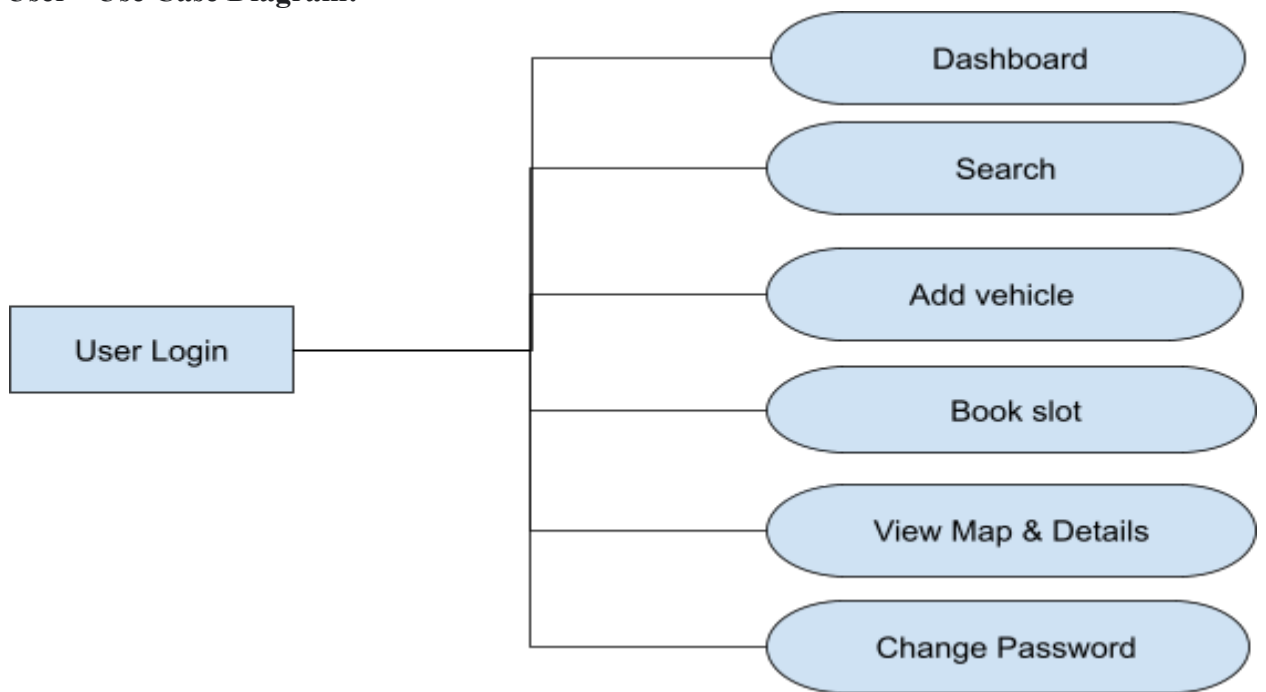 User - Use Case Diagram:
Dashboard
Search
Add vehicle
User Login
Book slot
View Map & Details
Change Password